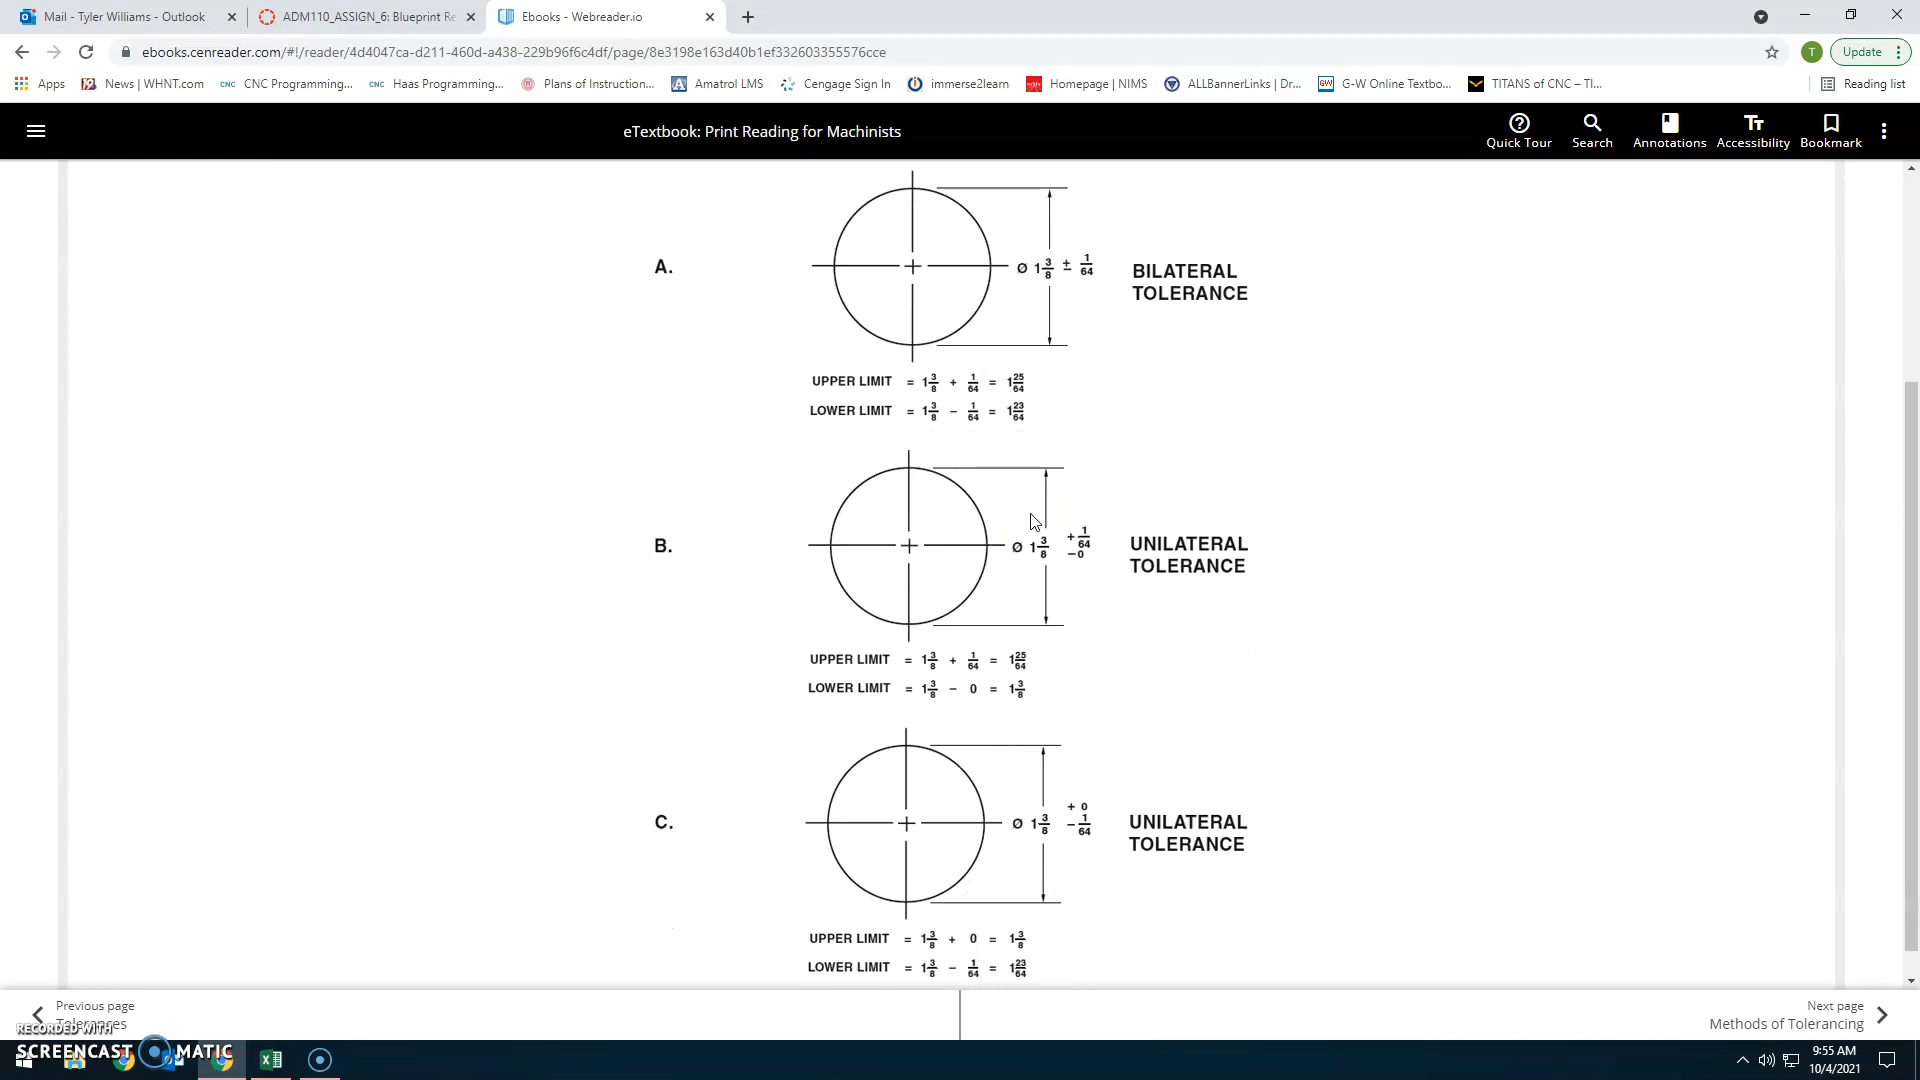 Mail - Tyler Williams - Outlook
ADM110_ASSIGN_6: Blueprint Re
Ebooks - Webreader.io
ebooks.cenreader.com/#!/reader/4d4047ca-d211-460d-a438-229b96f6c4df/page/8e3198e163d40b1ef332603355576cce
T
Update
Apps
News | WHNT.com
CNC CNC Programming...
CNC Haas Programming...
Plans of Instruction...
Amatrol LMS
Cengage Sign In
immerse2learn
Homepage | NIMS
ALLBannerLinks | Dr...
GW G-W Online Textbo...
TITANS of CNC – TI...
Reading list
eTextbook: Print Reading for Machinists
Quick Tour
Search
Annotations
Accessibility
Bookmark
A.
Ø 1 3/8 ± 1/64
BILATERAL
TOLERANCE
UPPER LIMIT = 1 3/8 + 1/64 = 1 25/64
LOWER LIMIT = 1 3/8 − 1/64 = 1 23/64
B.
Ø 1 3/8 +1/64 −0
UNILATERAL
TOLERANCE
UPPER LIMIT = 1 3/8 + 1/64 = 1 25/64
LOWER LIMIT = 1 3/8 − 0 = 1 3/8
C.
Ø 1 3/8 +0 −1/64
UNILATERAL
TOLERANCE
UPPER LIMIT = 1 3/8 + 0 = 1 3/8
LOWER LIMIT = 1 3/8 − 1/64 = 1 23/64
Previous page
Tolerances
Next page
Methods of Tolerancing
RECORDED WITH
SCREENCAST MATIC
9:55 AM
10/4/2021